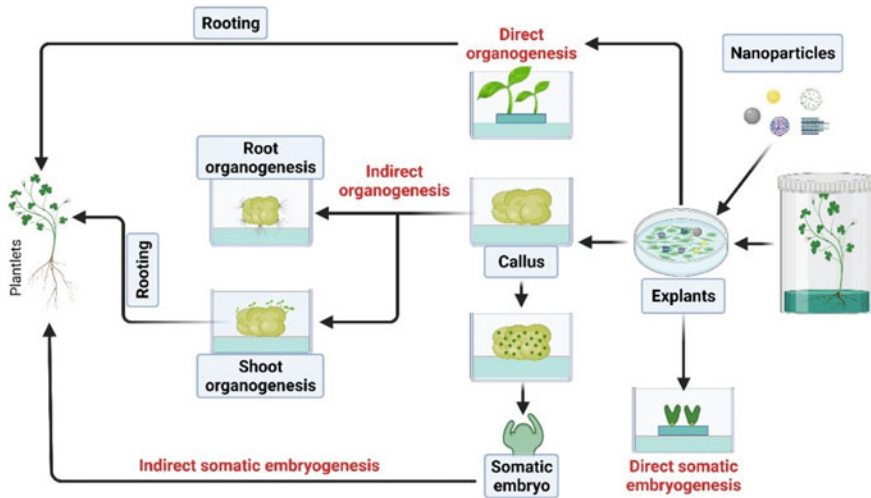 Rooting
Direct
organogenesis
Nanoparticles
Root
organogenesis
Indirect
organogenesis
Plantlets
Rooting
Callus
Explants
Shoot
organogenesis
Indirect somatic embryogenesis
Somatic
embryo
Direct somatic
embryogenesis